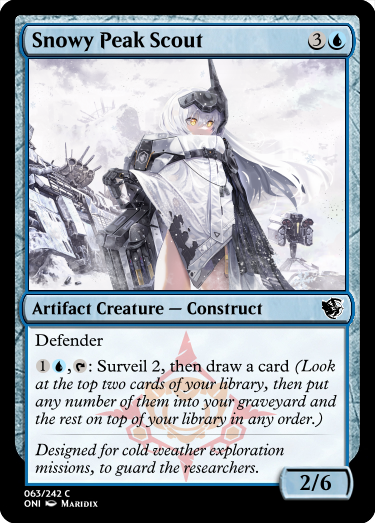 Snowy Peak Scout 3
Artifact Creature — Construct
Defender
1 , : Surveil 2, then draw a card (Look
at the top two cards of your library, then put
any number of them into your graveyard and
the rest on top of your library in any order.)
Designed for cold weather exploration
missions, to guard the researchers.
2/6
063/242 C
ONI Maridix